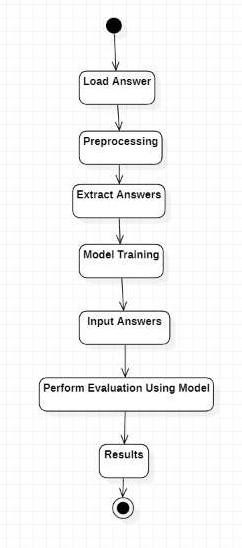 Load Answer
Preprocessing
Extract Answers
Model Training
Input Answers
Perform Evaluation Using Model
Results